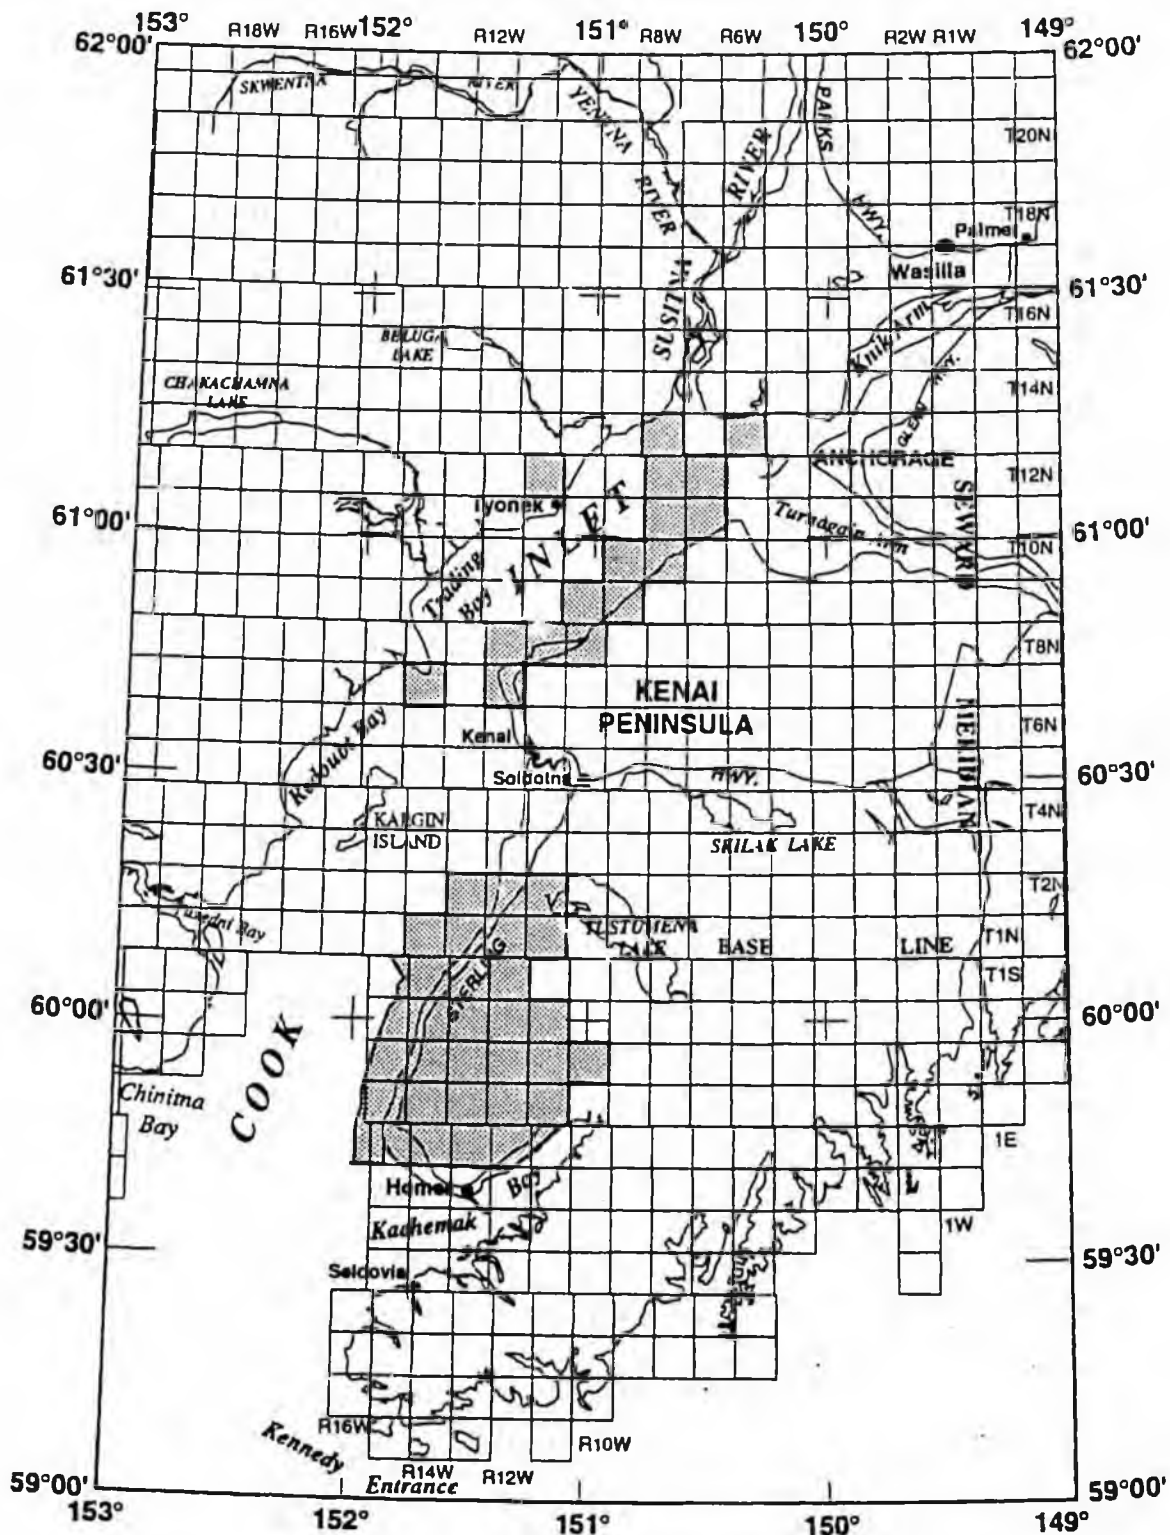 153° R18W R16W 152° R12W 151° R8W R6W 150° R2W R1W 149°
62°00' 62°00'
SKWENTNA RIVER
YENTNA RIVER
PARKS HWY.
T20N
SUSITNA RIVER
T18N
Palmer
Wasilla
61°30' 61°30'
T16N
Knik Arm
BELUGA
LAKE
CHAKACHAMNA
LAKE
T14N
GLENN HWY.
ANCHORAGE
T12N
Tyonek
SEWARD MERIDIAN
61°00' 61°00'
Turnagain Arm
T10N
COOK INLET
Trading
Bay
T8N
KENAI
PENINSULA
T6N
Kenai
Redoubt Bay
60°30' 60°30'
Soldotna
HWY.
T4N
KALGIN
ISLAND
SKILAK LAKE
T2N
Tuxedni Bay
TUSTUMENA
LAKE
BASE LINE
T1N
STERLING
T1S
60°00' 60°00'
Chinitna
Bay
1E
Homer
Kachemak Bay
1W
59°30' 59°30'
Seldovia
R16W
R14W R12W
R10W
Kennedy
Entrance
59°00' 59°00'
153° 152° 151° 150° 149°